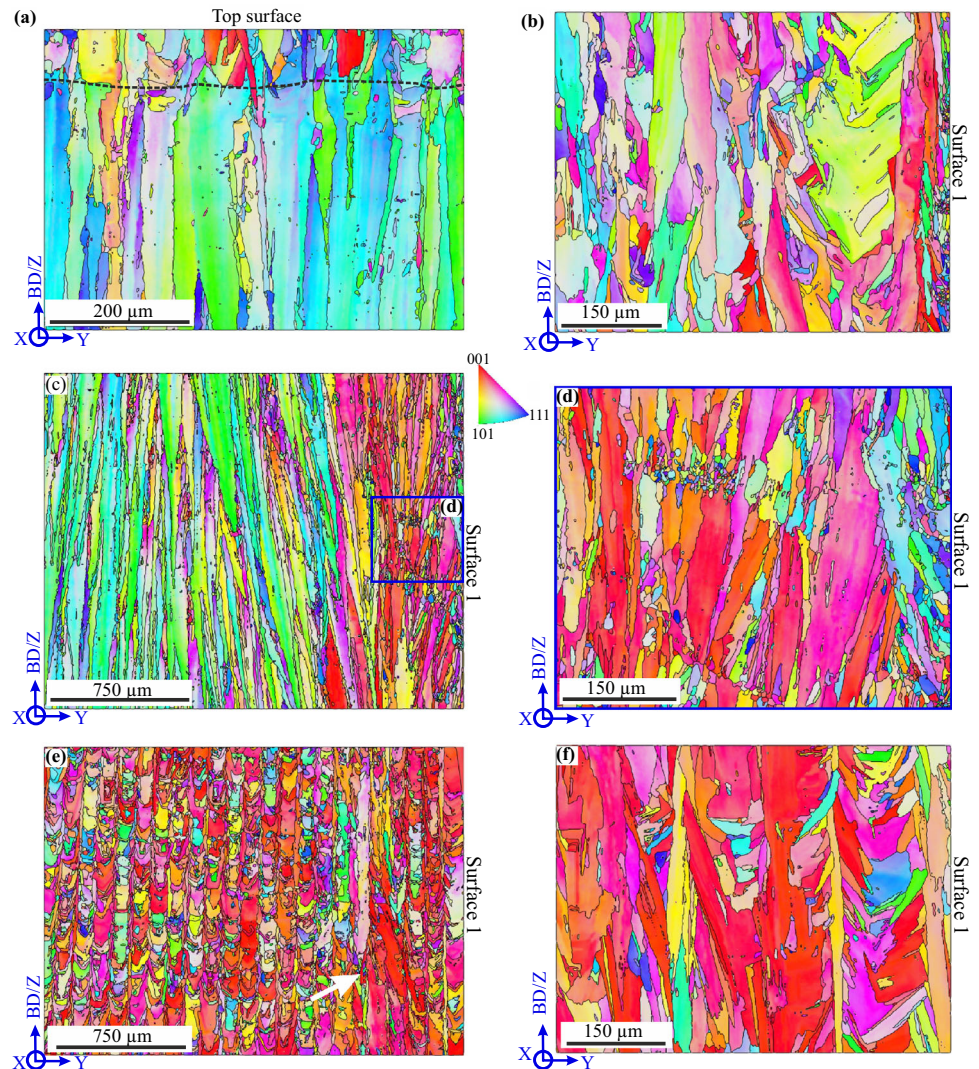 (a)
Top surface
BD/Z
X
Y
200 µm
(b)
Surface 1
BD/Z
X
Y
150 µm
(c)
(d)
Surface 1
BD/Z
X
Y
750 µm
001
111
101
(d)
Surface 1
BD/Z
X
Y
150 µm
(e)
Surface 1
BD/Z
X
Y
750 µm
(f)
Surface 1
BD/Z
X
Y
150 µm